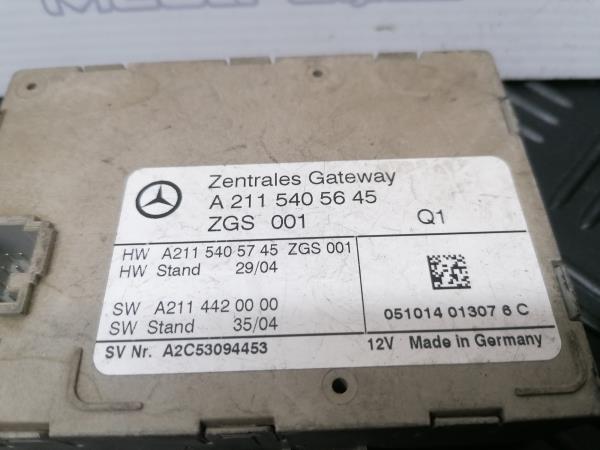 Zentrales Gateway
A 211 540 56 45
ZGS 001 Q1
HW A211 540 57 45 ZGS 001
HW Stand 29/04
SW A211 442 00 00
SW Stand 35/04
051014 01307 6 C
SV Nr. A2C53094453 12V Made in Germany